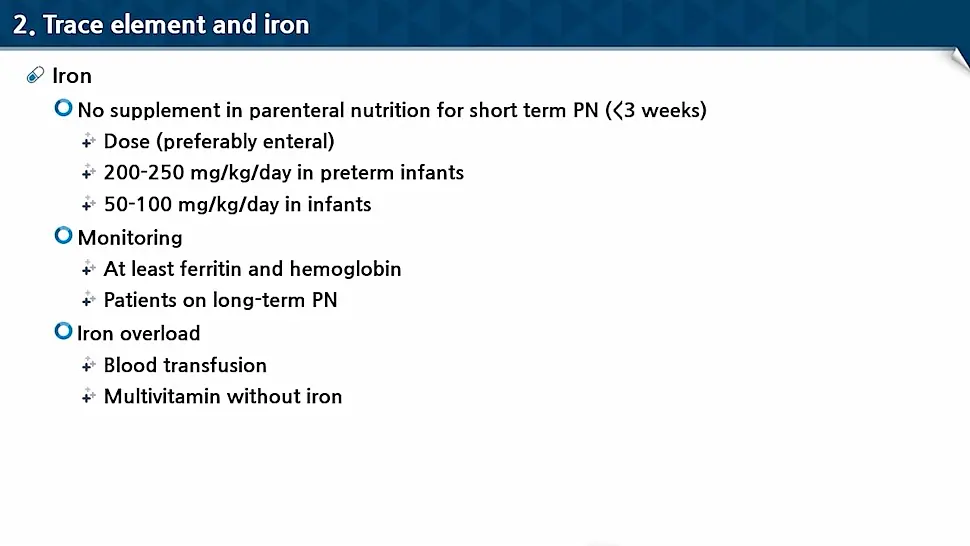 2. Trace element and iron
Iron
No supplement in parenteral nutrition for short term PN (<3 weeks)
Dose (preferably enteral)
200-250 mg/kg/day in preterm infants
50-100 mg/kg/day in infants
Monitoring
At least ferritin and hemoglobin
Patients on long-term PN
Iron overload
Blood transfusion
Multivitamin without iron